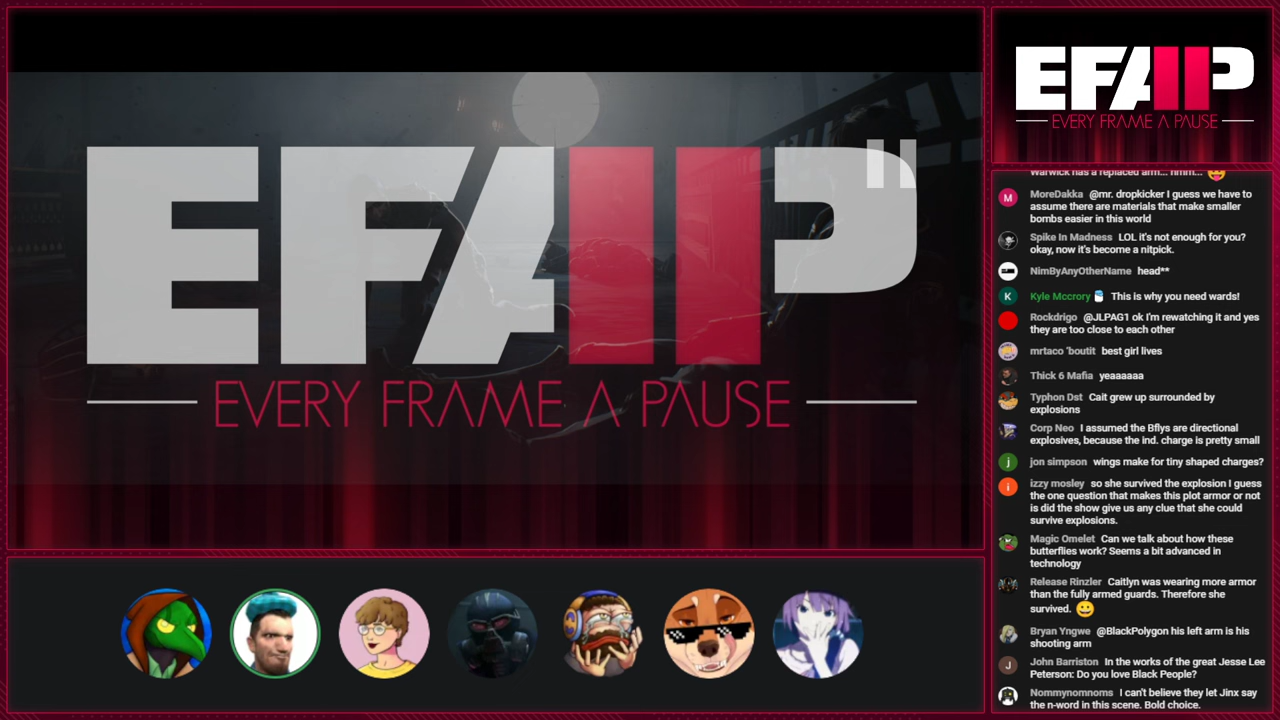 EFAIIP
EVERY FRAME A PAUSE
"
EFAIIP
EVERY FRAME A PAUSE
Warwick has a replaced arm... hmm...
M
MoreDakka @mr. dropkicker I guess we have to
assume there are materials that make smaller
bombs easier in this world
Spike In Madness LOL it's not enough for you?
okay, now it's become a nitpick.
NimByAnyOtherName head**
K
Kyle Mccrory This is why you need wards!
Rockdrigo @JLPAG1 ok I'm rewatching it and yes
they are too close to each other
mrtaco 'boutit best girl lives
Thick 6 Mafia yeaaaaaa
Typhon Dst Cait grew up surrounded by
explosions
Corp Neo I assumed the Bflys are directional
explosives, because the ind. charge is pretty small
j
jon simpson wings make for tiny shaped charges?
i
izzy mosley so she survived the explosion I guess
the one question that makes this plot armor or not
is did the show give us any clue that she could
survive explosions.
Magic Omelet Can we talk about how these
butterflies work? Seems a bit advanced in
technology
Release Rinzler Caitlyn was wearing more armor
than the fully armed guards. Therefore she
survived.
Bryan Yngwe @BlackPolygon his left arm is his
shooting arm
J
John Barriston In the works of the great Jesse Lee
Peterson: Do you love Black People?
Nommynomnoms I can't believe they let Jinx say
the n-word in this scene. Bold choice.